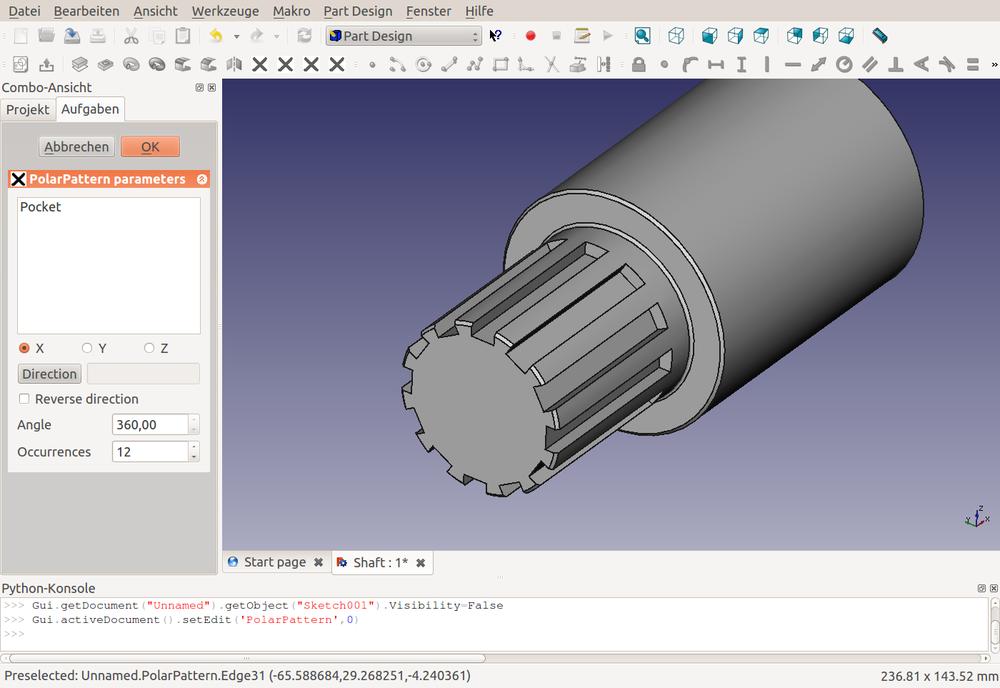 Datei Bearbeiten Ansicht Werkzeuge Makro Part Design Fenster Hilfe
Part Design
»
Combo-Ansicht
Projekt Aufgaben
Abbrechen OK
PolarPattern parameters
Pocket
X Y Z
Direction
Reverse direction
Angle 360,00
Occurrences 12
Z
Y X
Start page Shaft : 1*
Python-Konsole
>>> Gui.getDocument("Unnamed").getObject("Sketch001").Visibility=False
>>> Gui.activeDocument().setEdit('PolarPattern',0)
>>>
Preselected: Unnamed.PolarPattern.Edge31 (-65.588684,29.268251,-4.240361) 236.81 x 143.52 mm